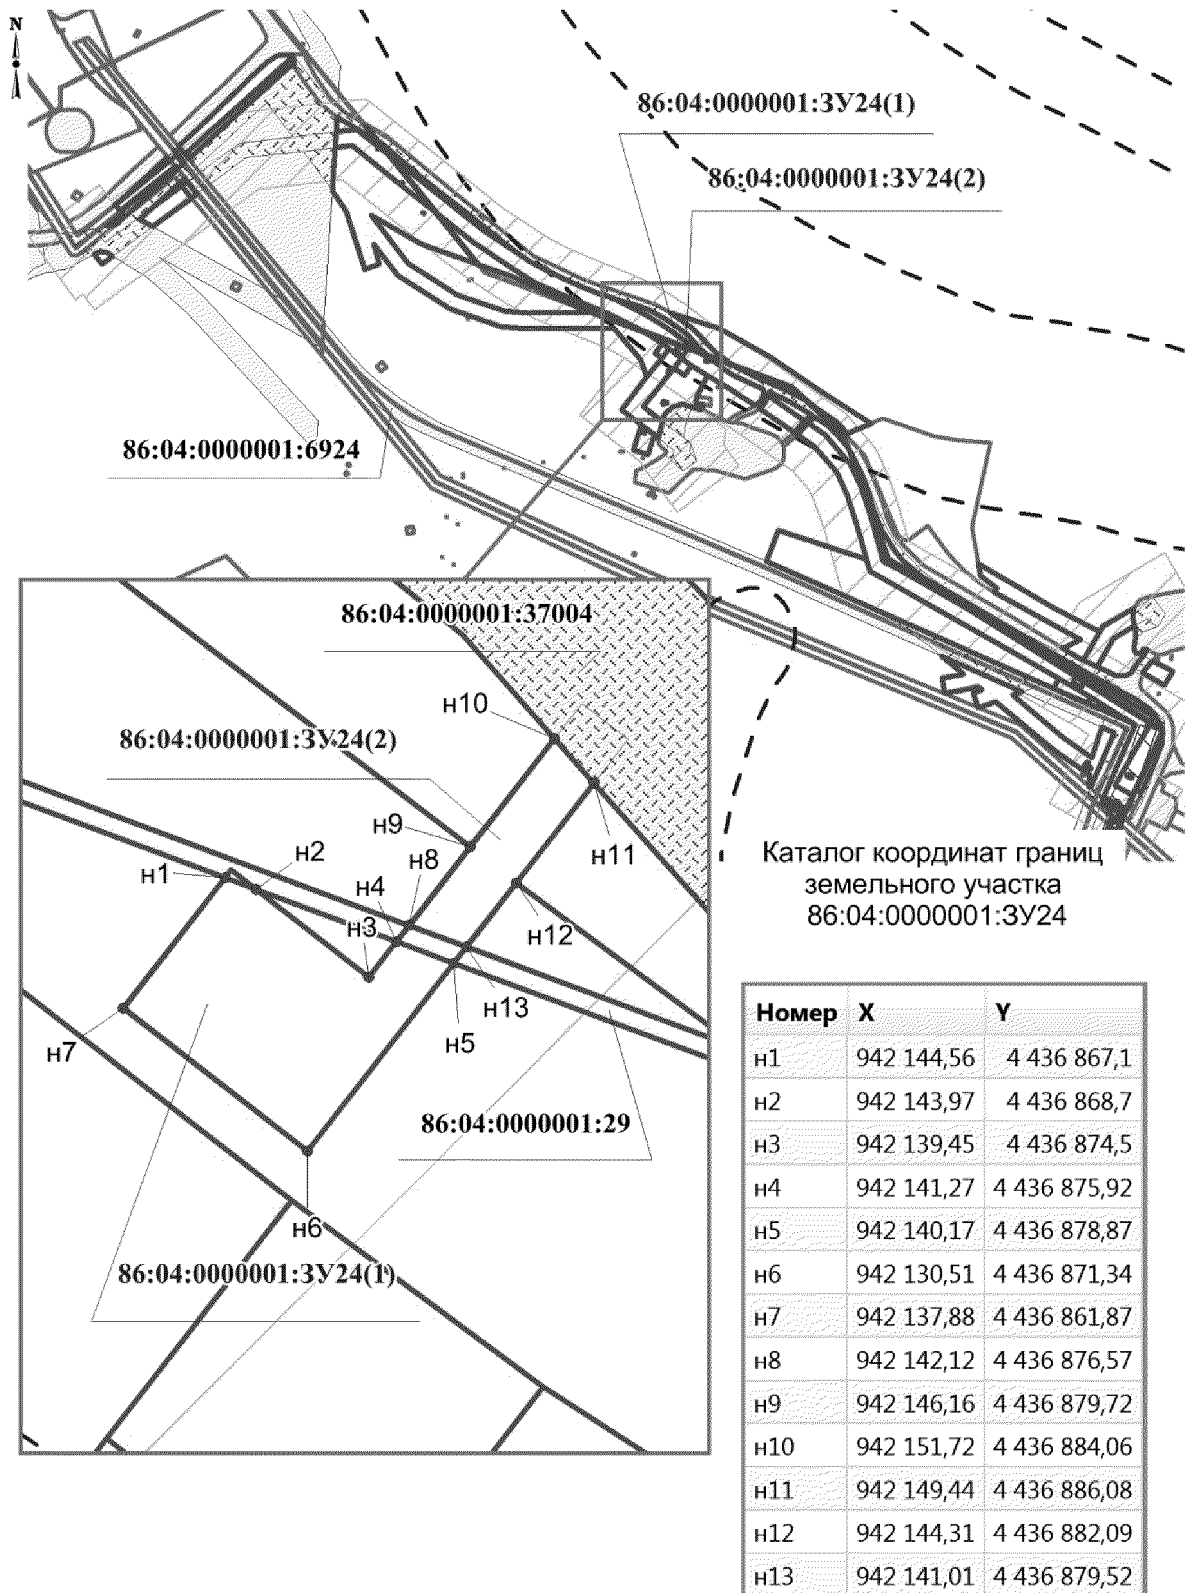 N
86:04:0000001:ЗУ24(1)
86:04:0000001:ЗУ24(2)
86:04:0000001:6924
86:04:0000001:37004
н10
86:04:0000001:ЗУ24(2)
н9
н8
н2
н1
н4
н3
н11
н12
н13
н5
н7
86:04:0000001:29
н6
86:04:0000001:ЗУ24(1)
Каталог координат границ
земельного участка
86:04:0000001:ЗУ24
Номер X Y
н1 942 144,56 4 436 867,1
н2 942 143,97 4 436 868,7
н3 942 139,45 4 436 874,5
н4 942 141,27 4 436 875,92
н5 942 140,17 4 436 878,87
н6 942 130,51 4 436 871,34
н7 942 137,88 4 436 861,87
н8 942 142,12 4 436 876,57
н9 942 146,16 4 436 879,72
н10 942 151,72 4 436 884,06
н11 942 149,44 4 436 886,08
н12 942 144,31 4 436 882,09
н13 942 141,01 4 436 879,52